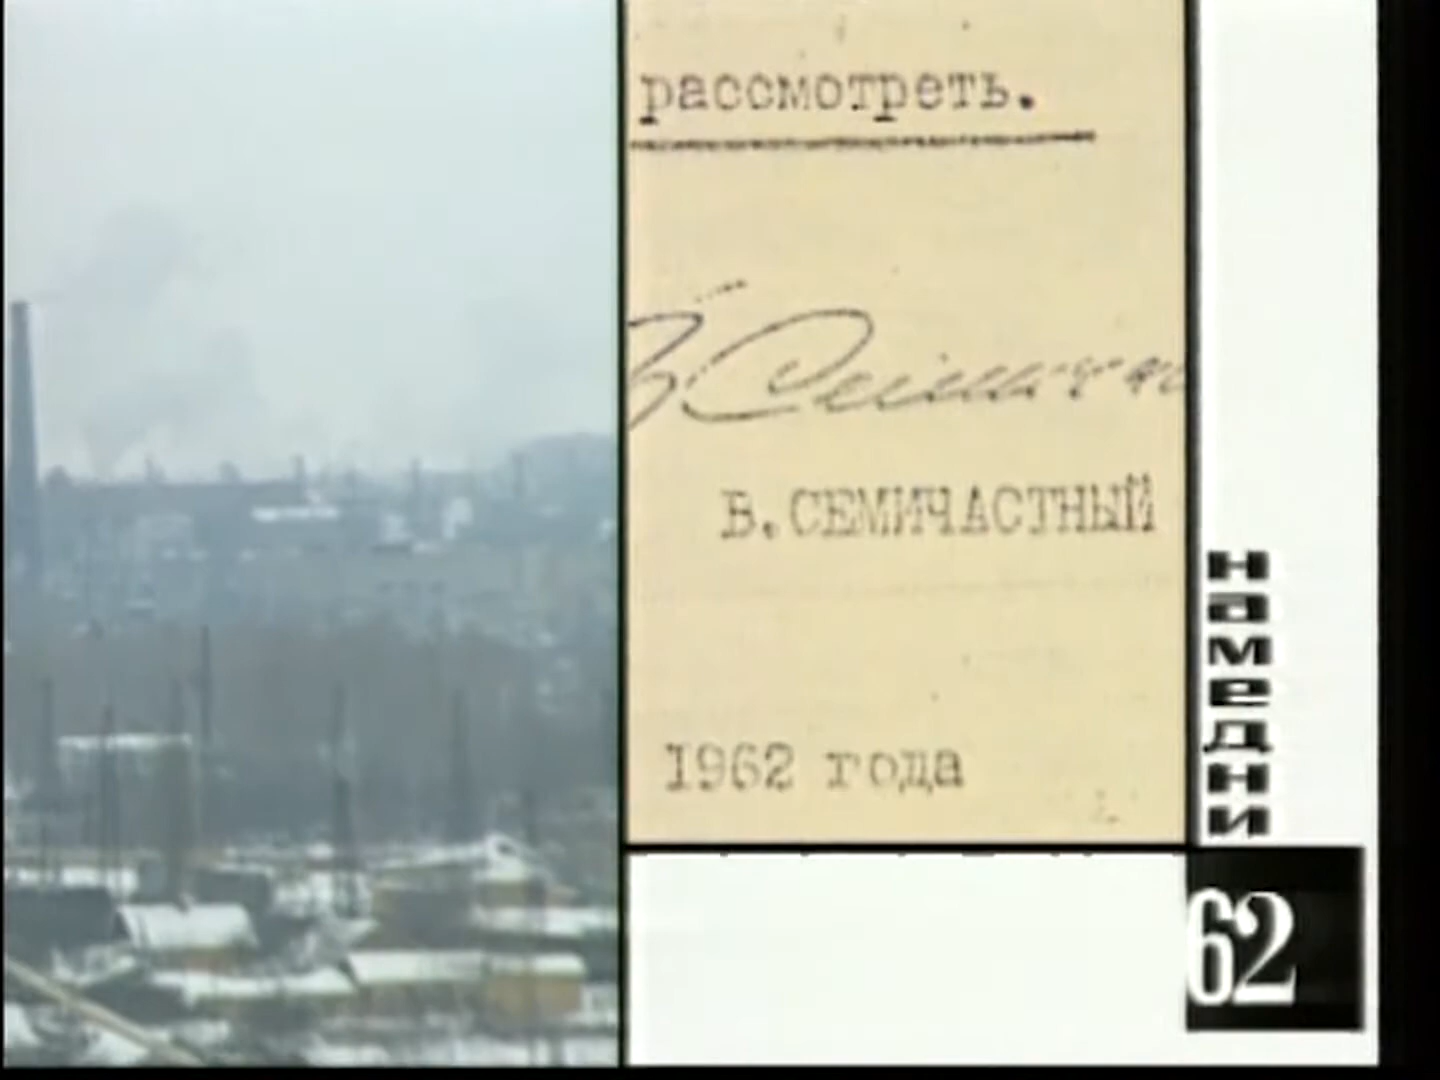 рассмотреть.
В. СЕМИЧАСТНЫЙ
1962 года
намедни
62